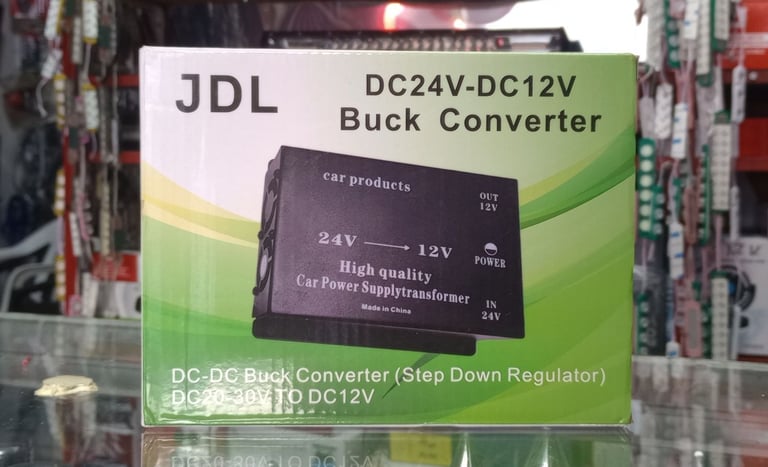 JDL
DC24V-DC12V
Buck Converter
car products
OUT
12V
24V → 12V
POWER
High quality
Car Power Supplytransformer
Made in China
IN
24V
DC-DC Buck Converter (Step Down Regulator)
DC20-30V TO DC12V